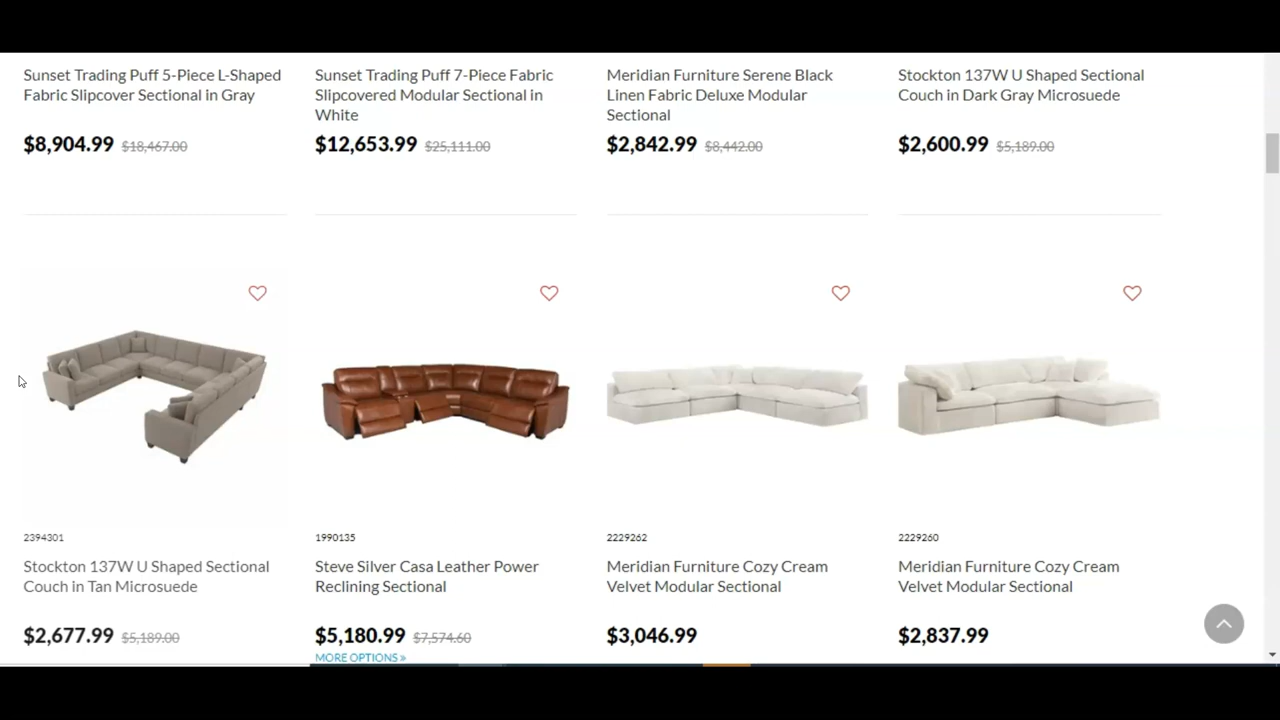 Sunset Trading Puff 5-Piece L-Shaped
Fabric Slipcover Sectional in Gray
$8,904.99 $18,467.00
Sunset Trading Puff 7-Piece Fabric
Slipcovered Modular Sectional in
White
$12,653.99 $25,111.00
Meridian Furniture Serene Black
Linen Fabric Deluxe Modular
Sectional
$2,842.99 $8,442.00
Stockton 137W U Shaped Sectional
Couch in Dark Gray Microsuede
$2,600.99 $5,189.00
2394301
Stockton 137W U Shaped Sectional
Couch in Tan Microsuede
$2,677.99 $5,189.00
1990135
Steve Silver Casa Leather Power
Reclining Sectional
$5,180.99 $7,574.60
MORE OPTIONS »
2229262
Meridian Furniture Cozy Cream
Velvet Modular Sectional
$3,046.99
2229260
Meridian Furniture Cozy Cream
Velvet Modular Sectional
$2,837.99